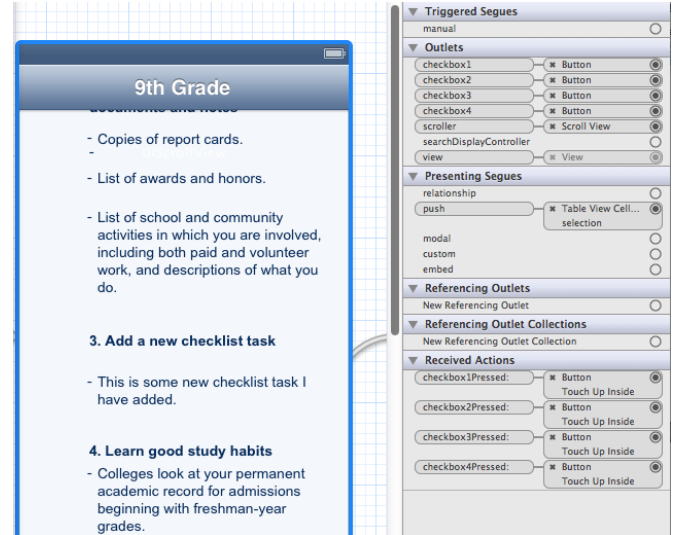 9th Grade
documents and notes
- Copies of report cards.
-
- List of awards and honors.
- List of school and community
activities in which you are involved,
including both paid and volunteer
work, and descriptions of what you
do.
3. Add a new checklist task
- This is some new checklist task I
have added.
4. Learn good study habits
- Colleges look at your permanent
academic record for admissions
beginning with freshman-year
grades.
Triggered Segues
manual
Outlets
checkbox1 Button
checkbox2 Button
checkbox3 Button
checkbox4 Button
scroller Scroll View
searchDisplayController
view View
Presenting Segues
relationship
push Table View Cell...
selection
modal
custom
embed
Referencing Outlets
New Referencing Outlet
Referencing Outlet Collections
New Referencing Outlet Collection
Received Actions
checkbox1Pressed: Button
Touch Up Inside
checkbox2Pressed: Button
Touch Up Inside
checkbox3Pressed: Button
Touch Up Inside
checkbox4Pressed: Button
Touch Up Inside